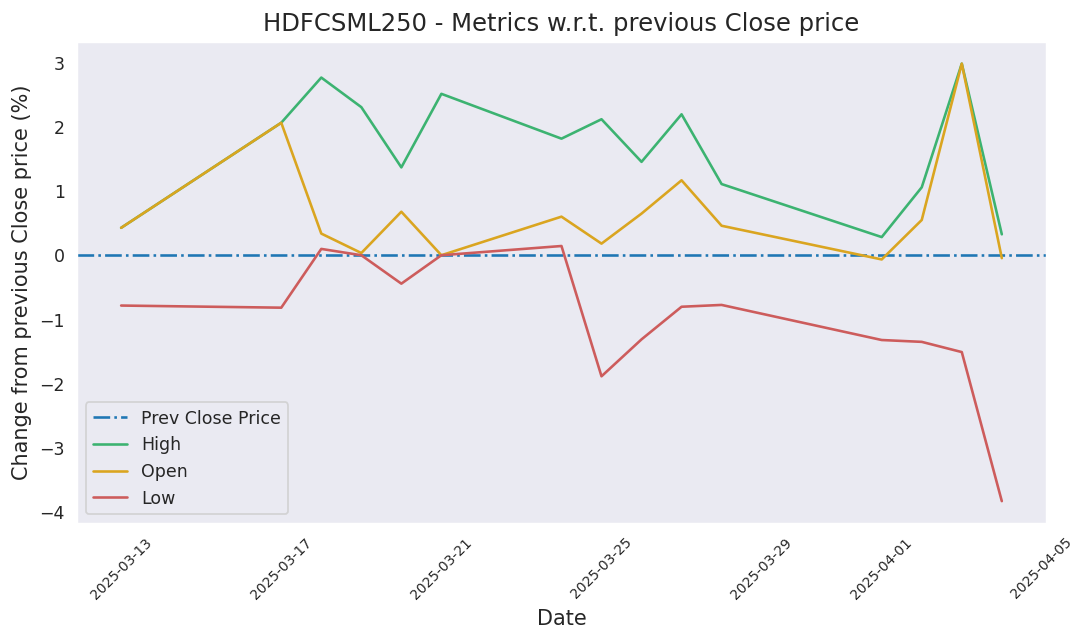 HDFCSML250 - Metrics w.r.t. previous Close price
Change from previous Close price (%)
3
2
1
0
−1
−2
−3
−4
Prev Close Price
High
Open
Low
2025-03-13
2025-03-17
2025-03-21
2025-03-25
2025-03-29
2025-04-01
2025-04-05
Date